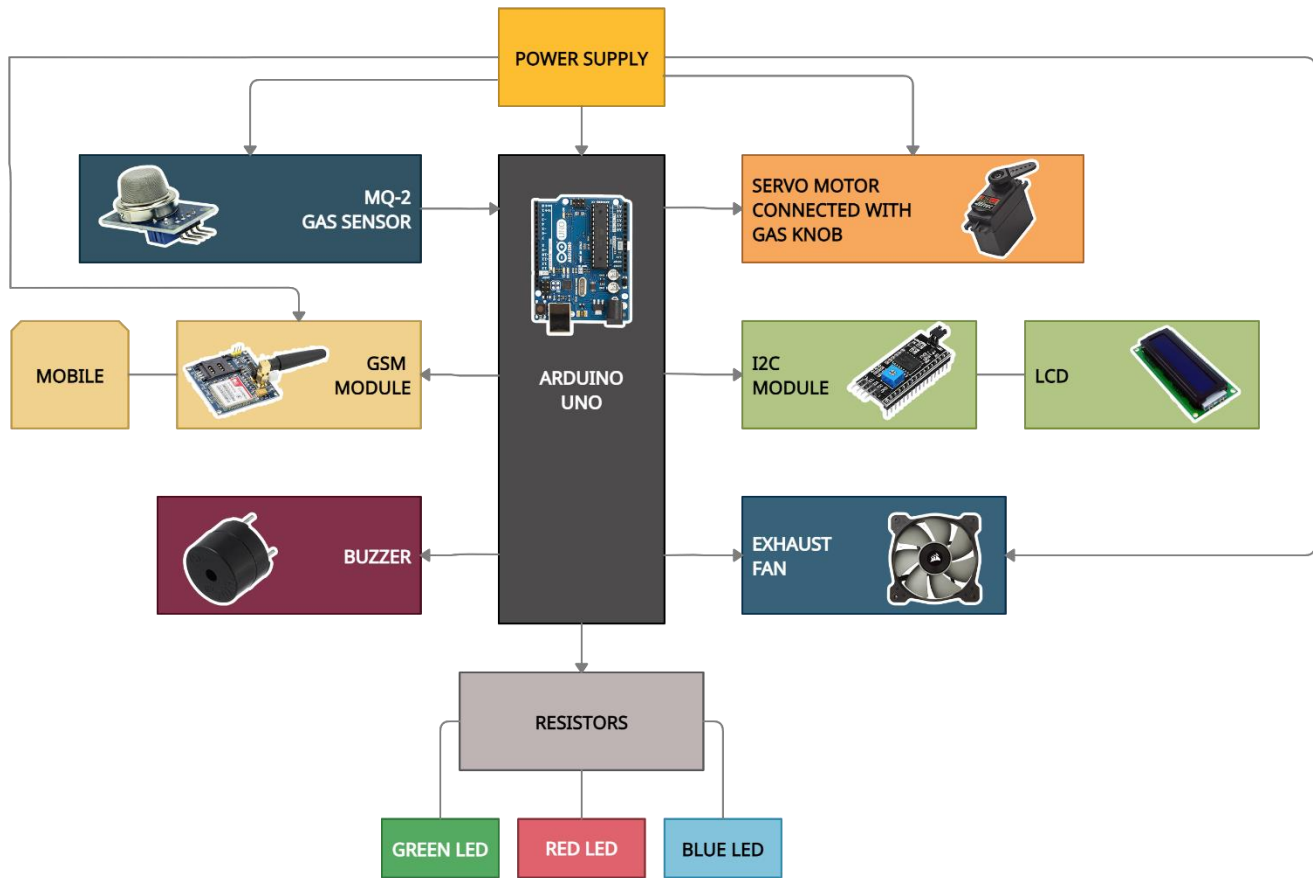 POWER SUPPLY
MQ-2
GAS SENSOR
SERVO MOTOR
CONNECTED WITH
GAS KNOB
MOBILE
GSM
MODULE
ARDUINO
UNO
I2C
MODULE
LCD
BUZZER
EXHAUST
FAN
RESISTORS
GREEN LED
RED LED
BLUE LED